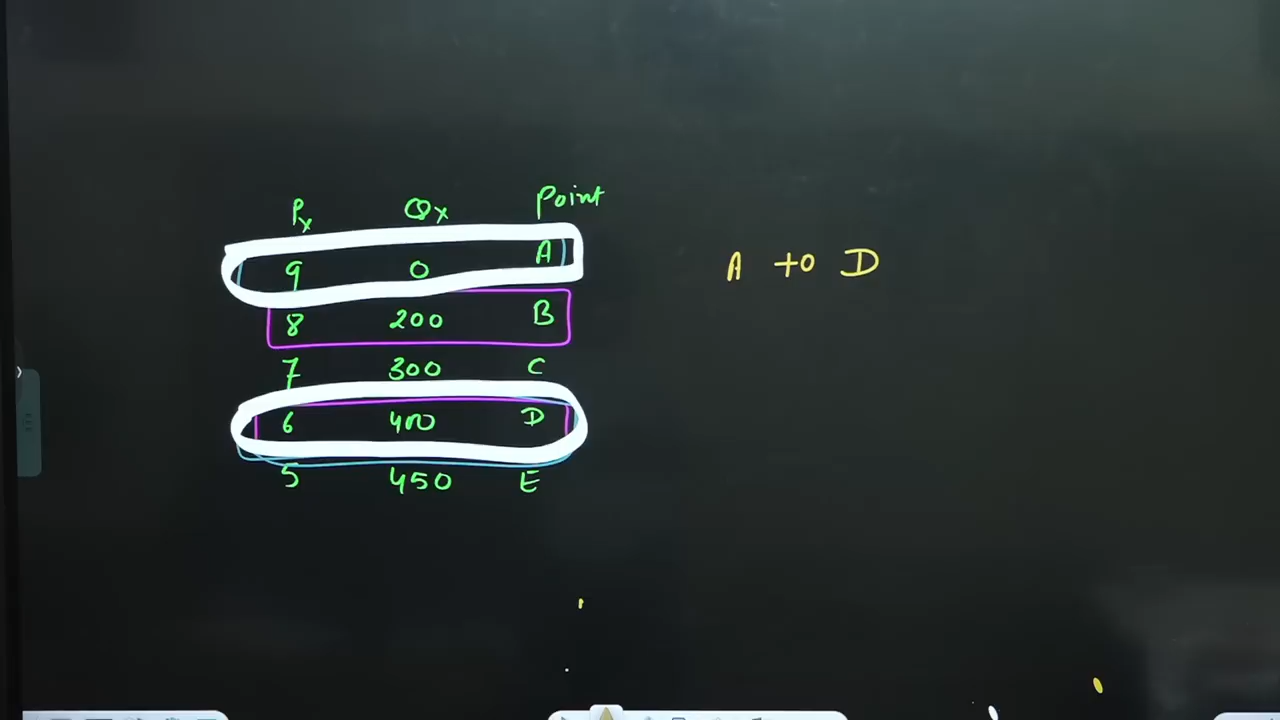 Px Qx Point
9 0 A
A to D
8 200 B
7 300 C
6 400 D
5 450 E